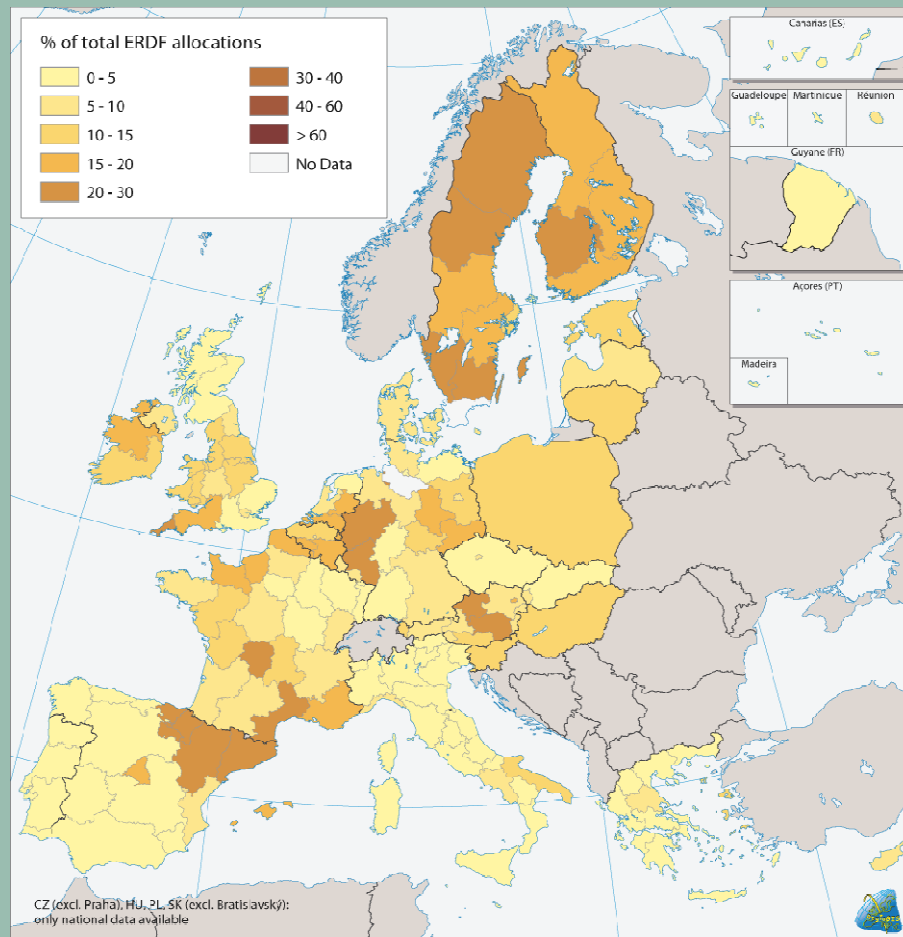 % of total ERDF allocations
0 - 5
5 - 10
10 - 15
15 - 20
20 - 30
30 - 40
40 - 60
> 60
No Data
Canarias (ES)
Guadeloupe
Martinique
Réunion
Guyane (FR)
Açores (PT)
Madeira
CZ (excl. Praha), HU, PL, SK (excl. Bratislavský):
only national data available